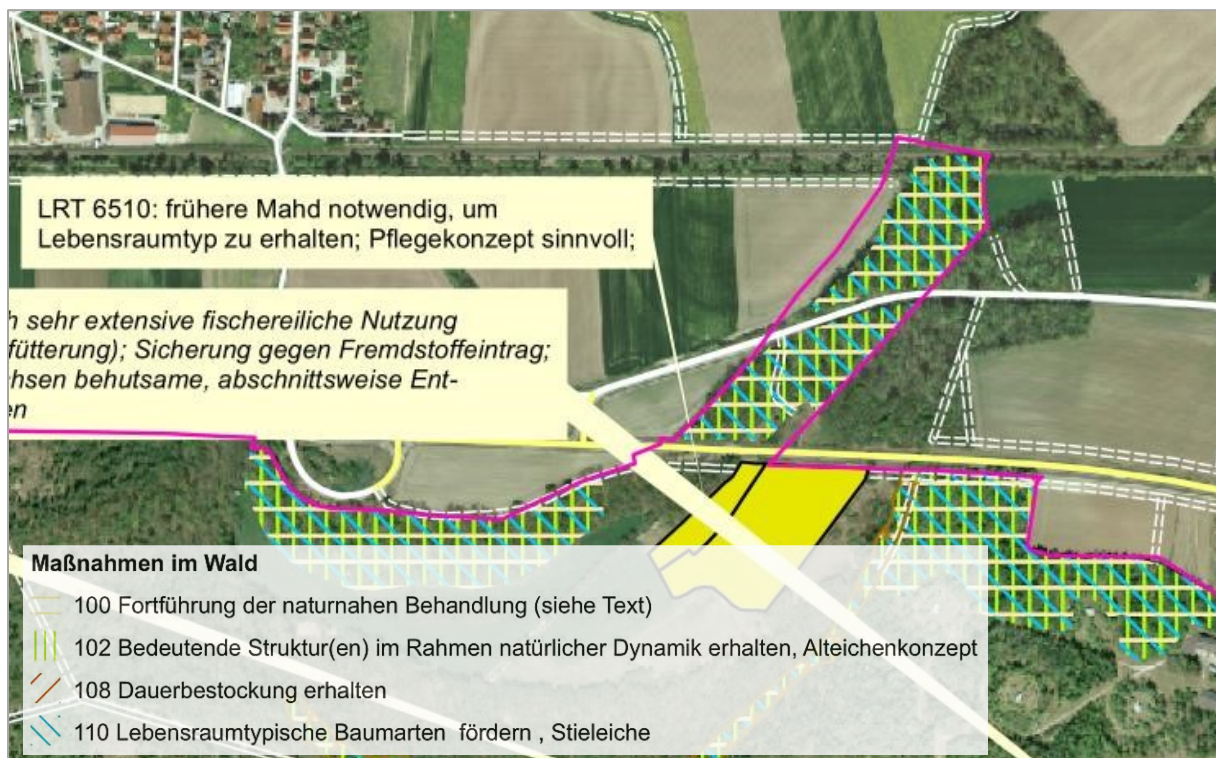 LRT 6510: frühere Mahd notwendig, um
Lebensraumtyp zu erhalten; Pflegekonzept sinnvoll;
h sehr extensive fischereiliche Nutzung
fütterung); Sicherung gegen Fremdstoffeintrag;
chsen behutsame, abschnittsweise Ent-
en
Maßnahmen im Wald
100 Fortführung der naturnahen Behandlung (siehe Text)
102 Bedeutende Struktur(en) im Rahmen natürlicher Dynamik erhalten, Alteichenkonzept
108 Dauerbestockung erhalten
110 Lebensraumtypische Baumarten fördern , Stieleiche